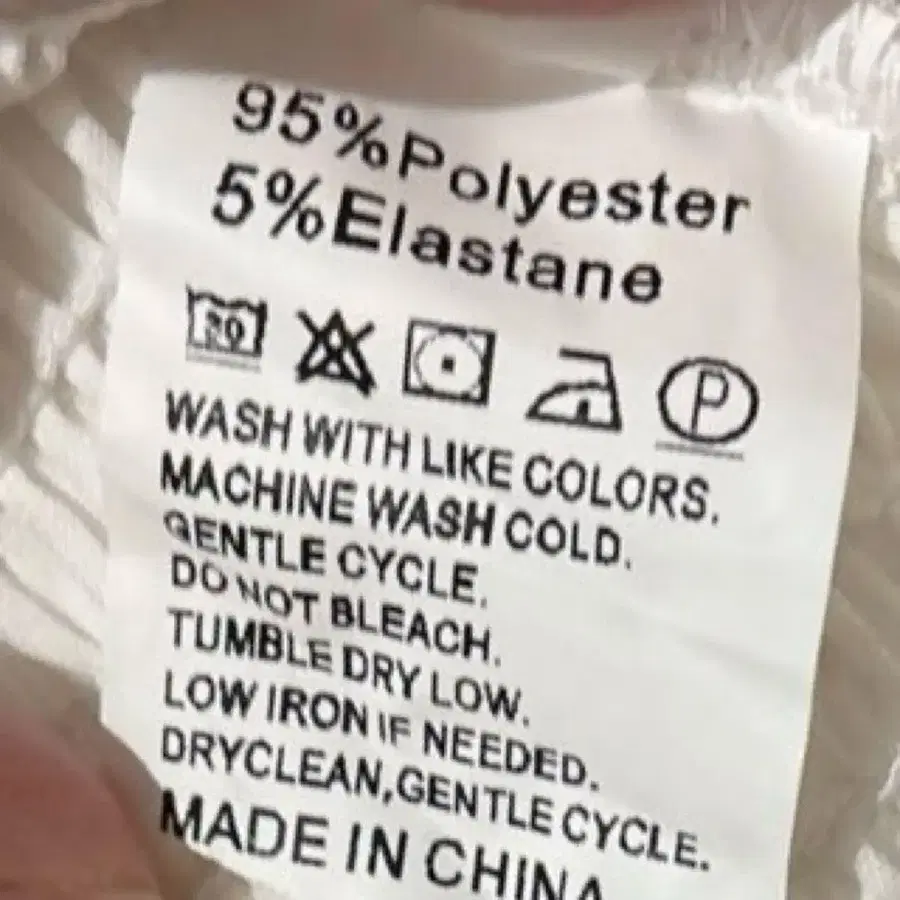 95%Polyester
5%Elastane
30 P
WASH WITH LIKE COLORS.
MACHINE WASH COLD.
GENTLE CYCLE.
DO NOT BLEACH.
TUMBLE DRY LOW.
LOW IRON IF NEEDED.
DRYCLEAN,GENTLE CYCLE.
MADE IN CHINA